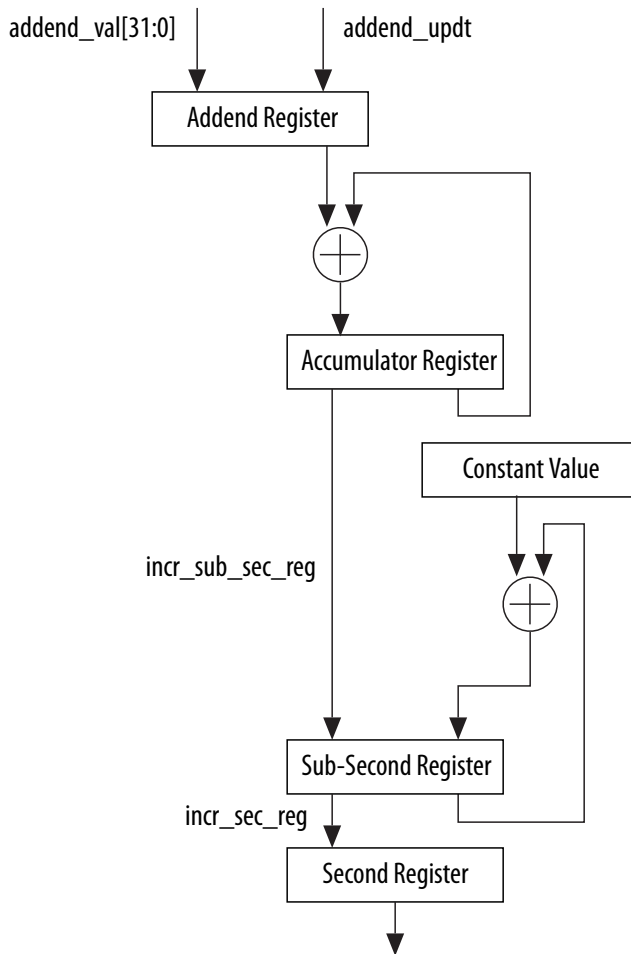 addend_val[31:0]
addend_updt
Addend Register
Accumulator Register
Constant Value
incr_sub_sec_reg
Sub-Second Register
incr_sec_reg
Second Register